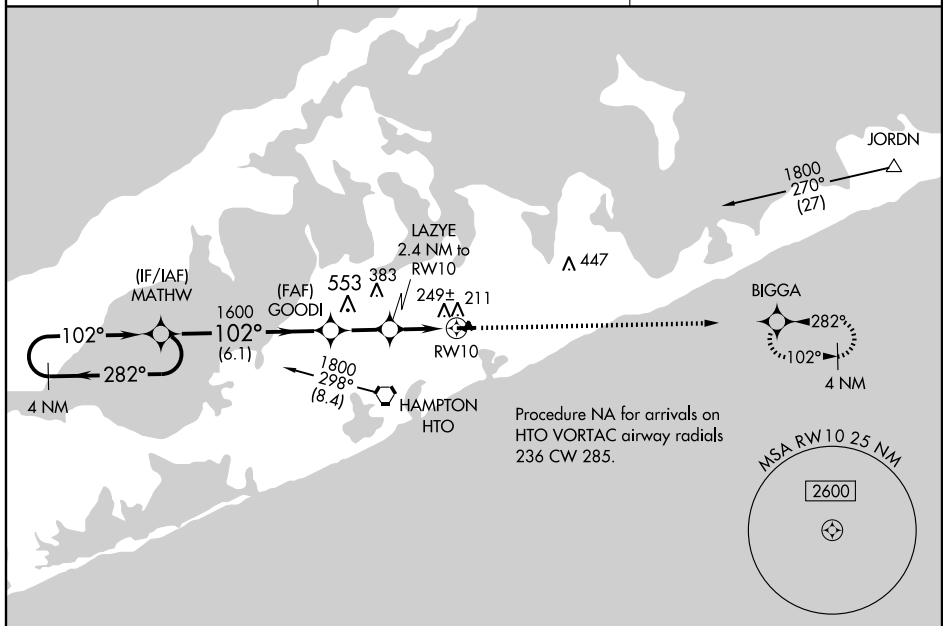 JORDN
1800
270°
(27)
LAZYE
2.4 NM to
RW10
447
(IF/IAF)
MATHW
(FAF)
GOODI
553
383
249±
211
BIGGA
1600
102°
102°
(6.1)
282°
RW10
282°
102°
4 NM
4 NM
1800
298°
(8.4)
HAMPTON
HTO
Procedure NA for arrivals on
HTO VORTAC airway radials
236 CW 285.
MSA RW10 25 NM
2600